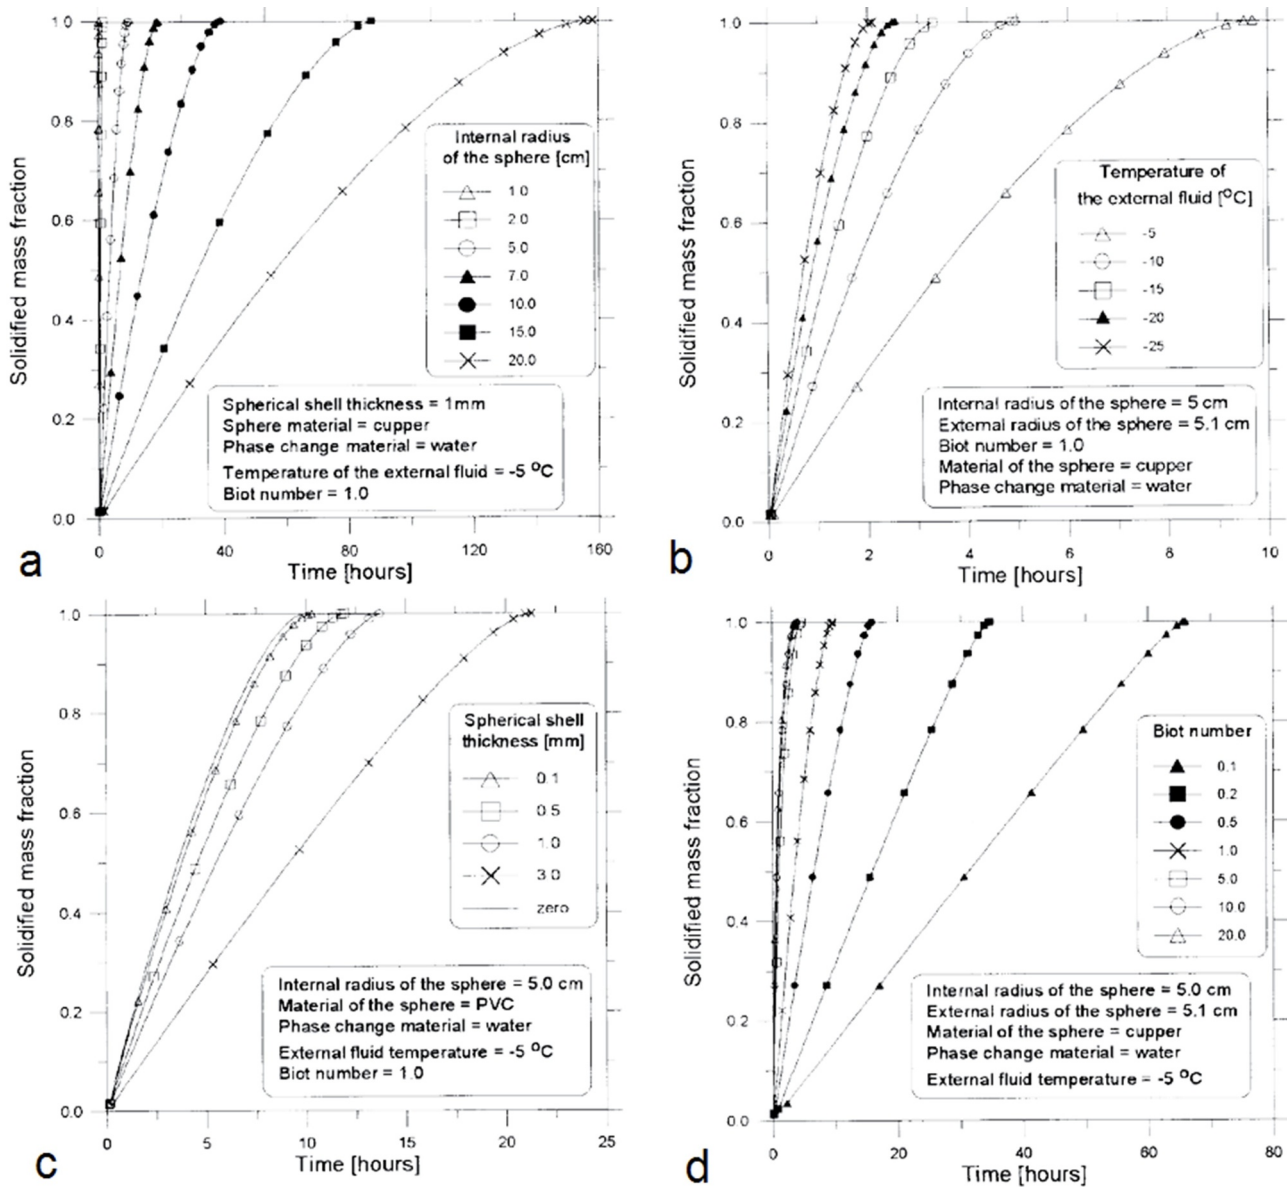 1.0
0.8
0.6
0.4
0.2
0.0
Solidified mass fraction
Internal radius
of the sphere [cm]
1.0
2.0
5.0
7.0
10.0
15.0
20.0
Spherical shell thickness = 1mm
Sphere material = cupper
Phase change material = water
Temperature of the external fluid = -5 °C
Biot number = 1.0
0
40
80
120
160
Time [hours]
a
1.0
0.8
0.6
0.4
0.2
0.0
Solidified mass fraction
Temperature of
the external fluid [°C]
-5
-10
-15
-20
-25
Internal radius of the sphere = 5 cm
External radius of the sphere = 5.1 cm
Biot number = 1.0
Material of the sphere = cupper
Phase change material = water
0
2
4
6
8
10
Time [hours]
b
1.0
0.8
0.6
0.4
0.2
0.0
Solidified mass fraction
Spherical shell
thickness [mm]
0.1
0.5
1.0
3.0
zero
Internal radius of the sphere = 5.0 cm
Material of the sphere = PVC
Phase change material = water
External fluid temperature = -5 °C
Biot number = 1.0
0
5
10
15
20
25
Time [hours]
c
1.0
0.8
0.6
0.4
0.2
0.0
Solidified mass fraction
Biot number
0.1
0.2
0.5
1.0
5.0
10.0
20.0
Internal radius of the sphere = 5.0 cm
External radius of the sphere = 5.1 cm
Material of the sphere = cupper
Phase change material = water
External fluid temperature = -5 °C
0
20
40
60
80
Time [hours]
d